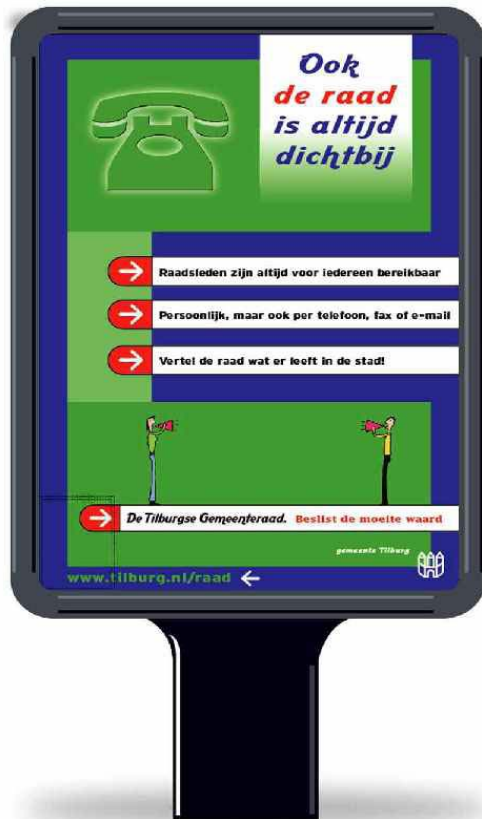 Ook
de raad
is altijd
dichtbij
Raadsleden zijn altijd voor iedereen bereikbaar
Persoonlijk, maar ook per telefoon, fax of e-mail
Vertel de raad wat er leeft in de stad!
De Tilburgse Gemeenteraad. Beslist de moeite waard
gemeente Tilburg
www.tilburg.nl/raad